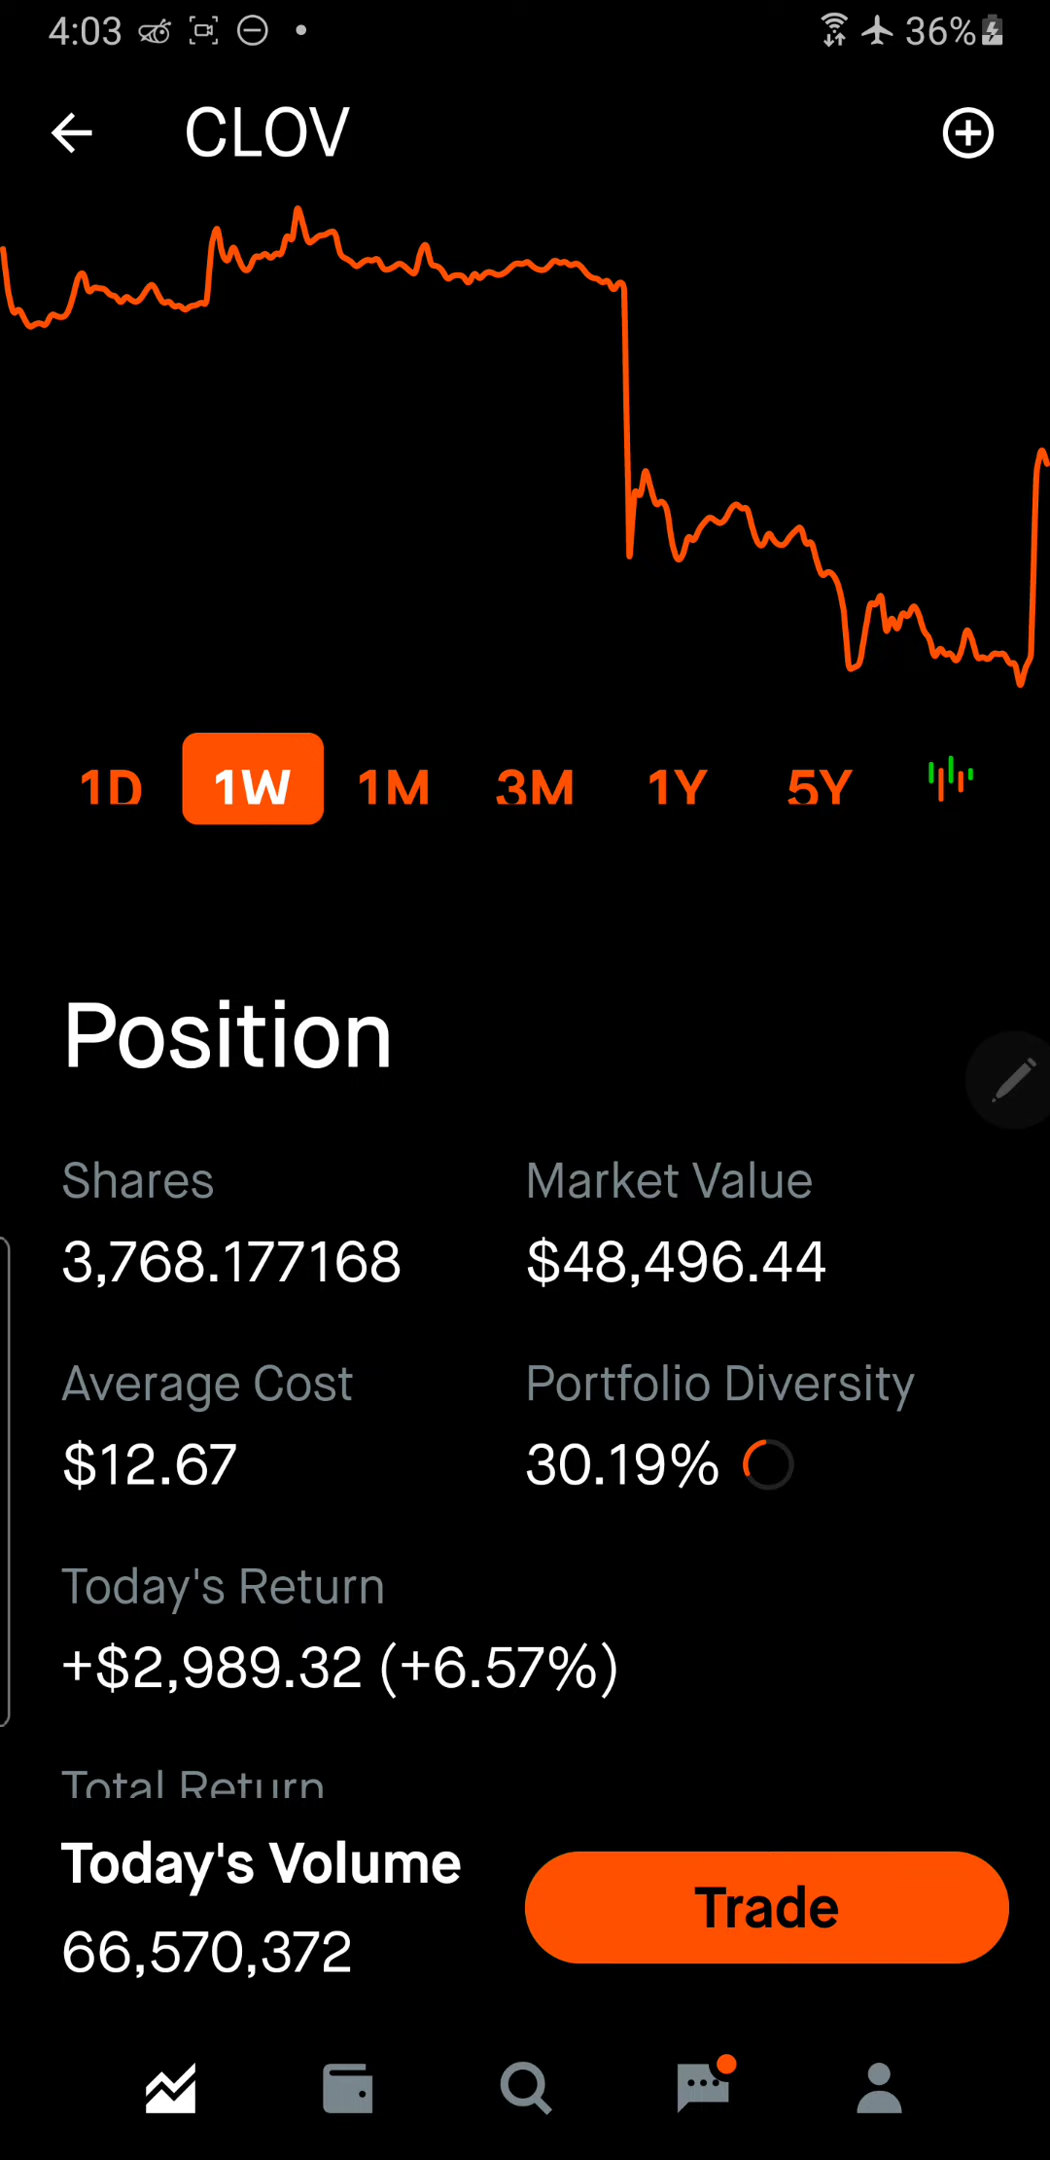 4:03 36%
CLOV
1D 1W 1M 3M 1Y 5Y
Position
Shares Market Value
3,768.177168 $48,496.44
Average Cost Portfolio Diversity
$12.67 30.19%
Today's Return
+$2,989.32 (+6.57%)
Total Return
Today's Volume
66,570,372
Trade